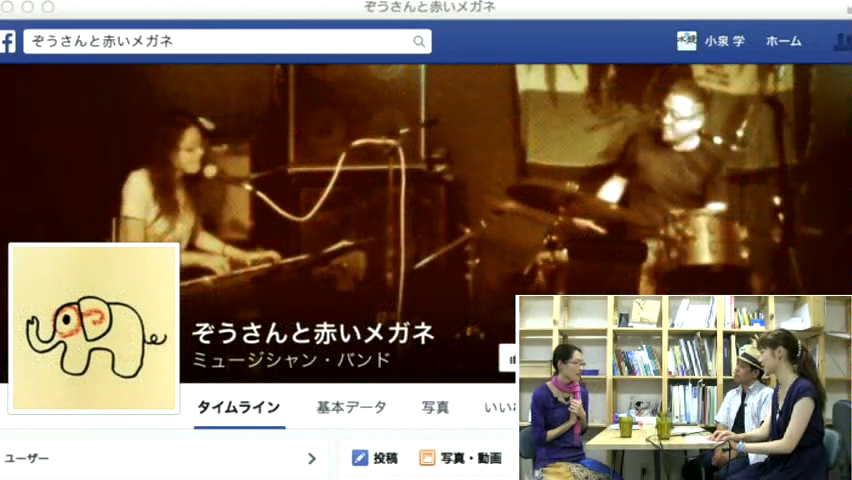 ぞうさんと赤いメガネ
ぞうさんと赤いメガネ
小泉 学
ホーム
ぞうさんと赤いメガネ
ミュージシャン・バンド
タイムライン
基本データ
写真
いい
ユーザー
投稿
写真・動画